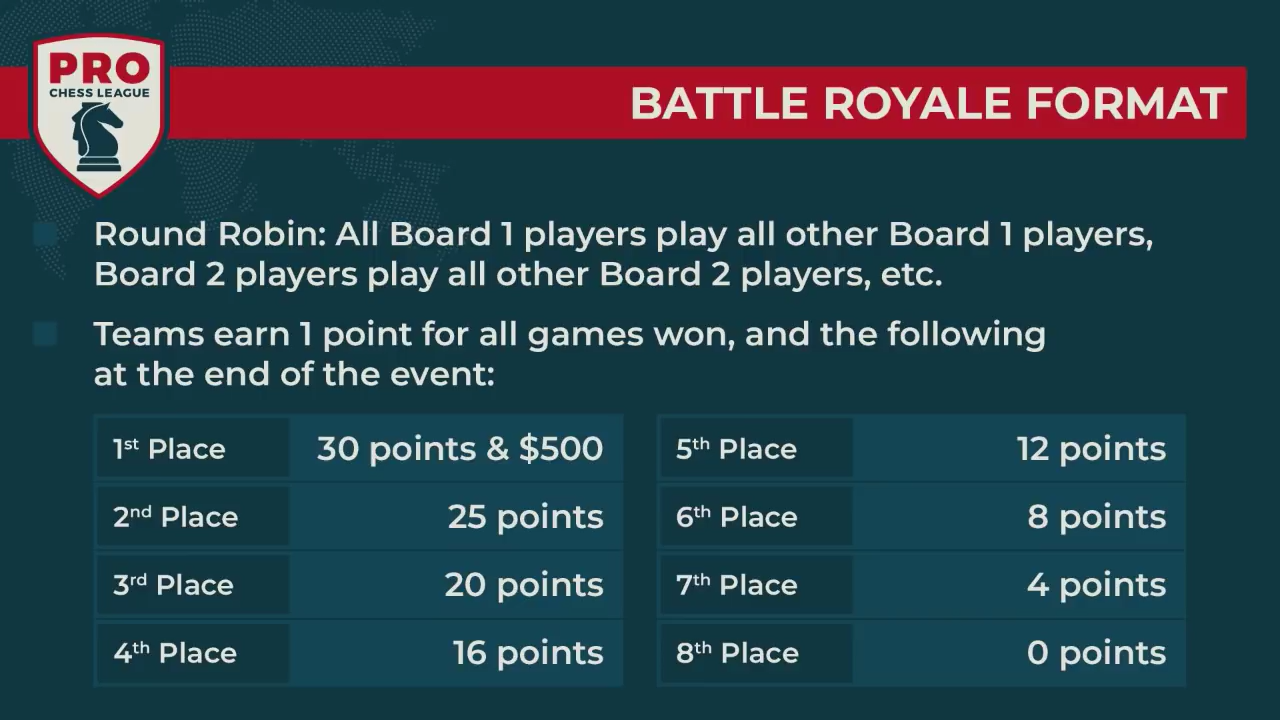 PRO
CHESS LEAGUE
BATTLE ROYALE FORMAT
Round Robin: All Board 1 players play all other Board 1 players,
Board 2 players play all other Board 2 players, etc.
Teams earn 1 point for all games won, and the following
at the end of the event:
1st Place 30 points & $500
2nd Place 25 points
3rd Place 20 points
4th Place 16 points
5th Place 12 points
6th Place 8 points
7th Place 4 points
8th Place 0 points